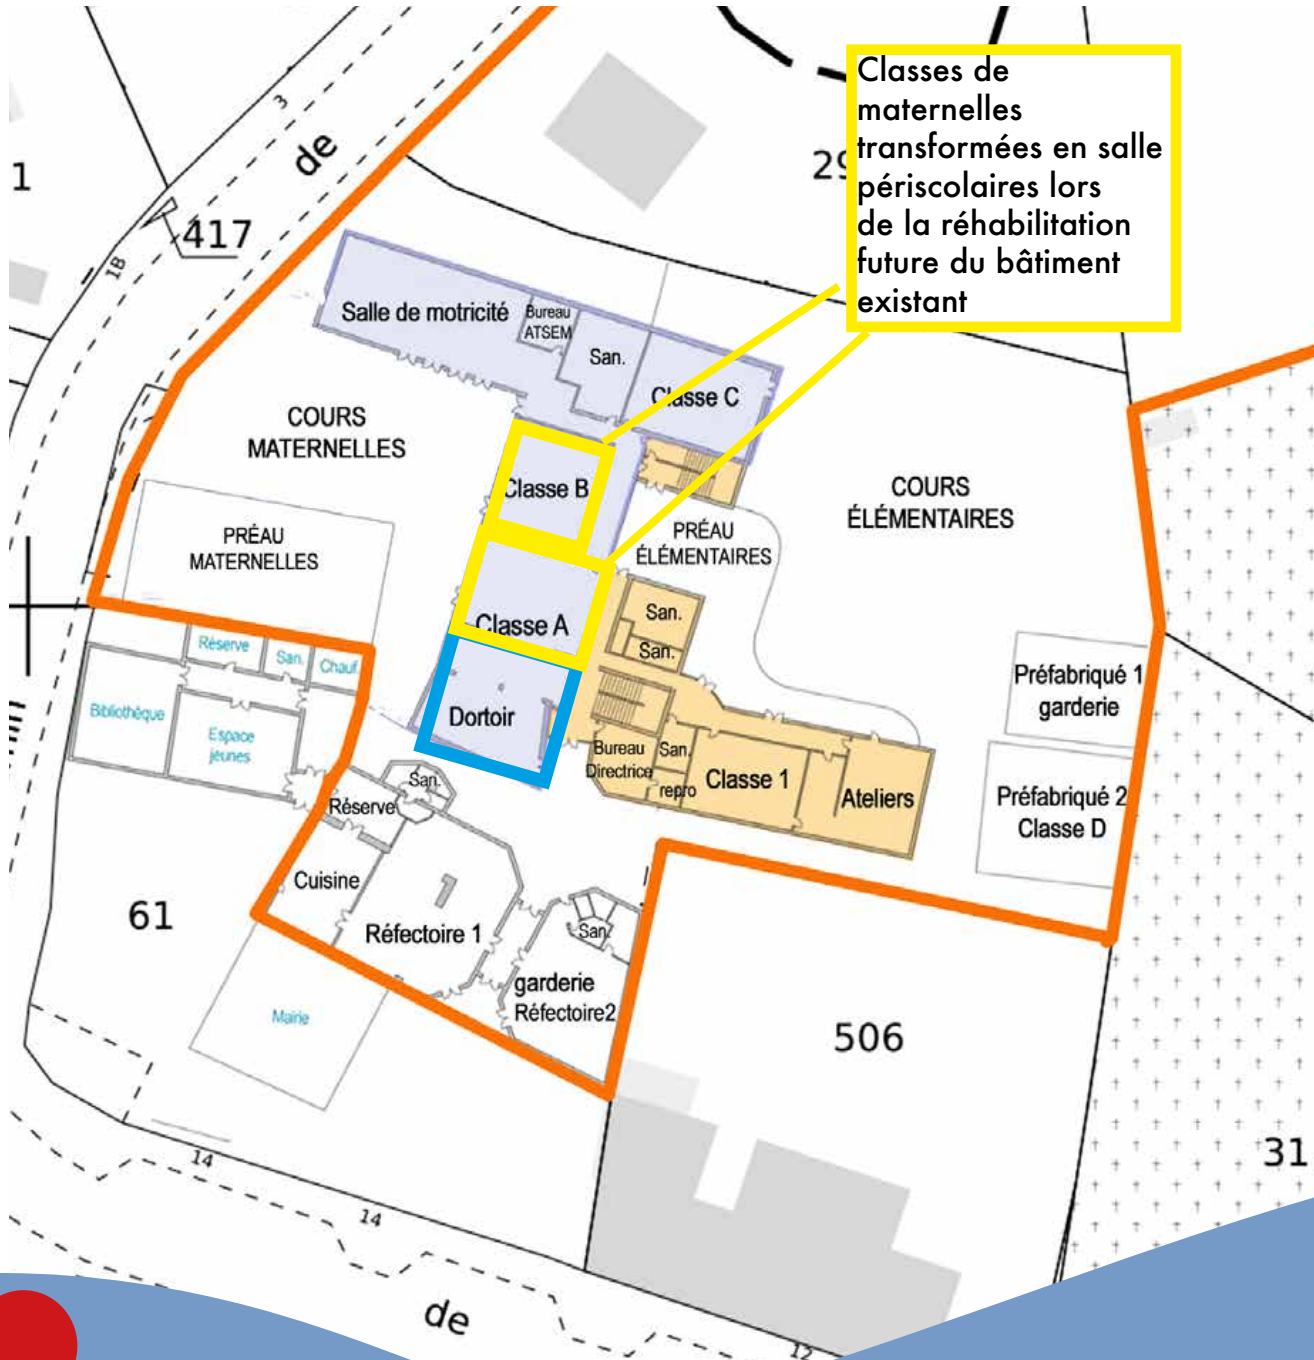 Classes de
maternelles
transformées en salle
périscolaires lors
de la réhabilitation
future du bâtiment
existant
3
de
1
417
1B
29
Salle de motricité
Bureau
ATSEM
San.
Classe C
COURS
MATERNELLES
Classe B
COURS
ÉLÉMENTAIRES
PRÉAU
MATERNELLES
PRÉAU
ÉLÉMENTAIRES
Classe A
San.
San.
Réserve
San.
Chauf.
Préfabriqué 1
garderie
Bibliothèque
Espace
jeunes
Dortoir
Bureau
Directrice
San.
repro
Classe 1
Ateliers
Préfabriqué 2
Classe D
San.
Réserve
Cuisine
Réfectoire 1
San.
garderie
Réfectoire2
61
Mairie
506
31
14
14
de
12